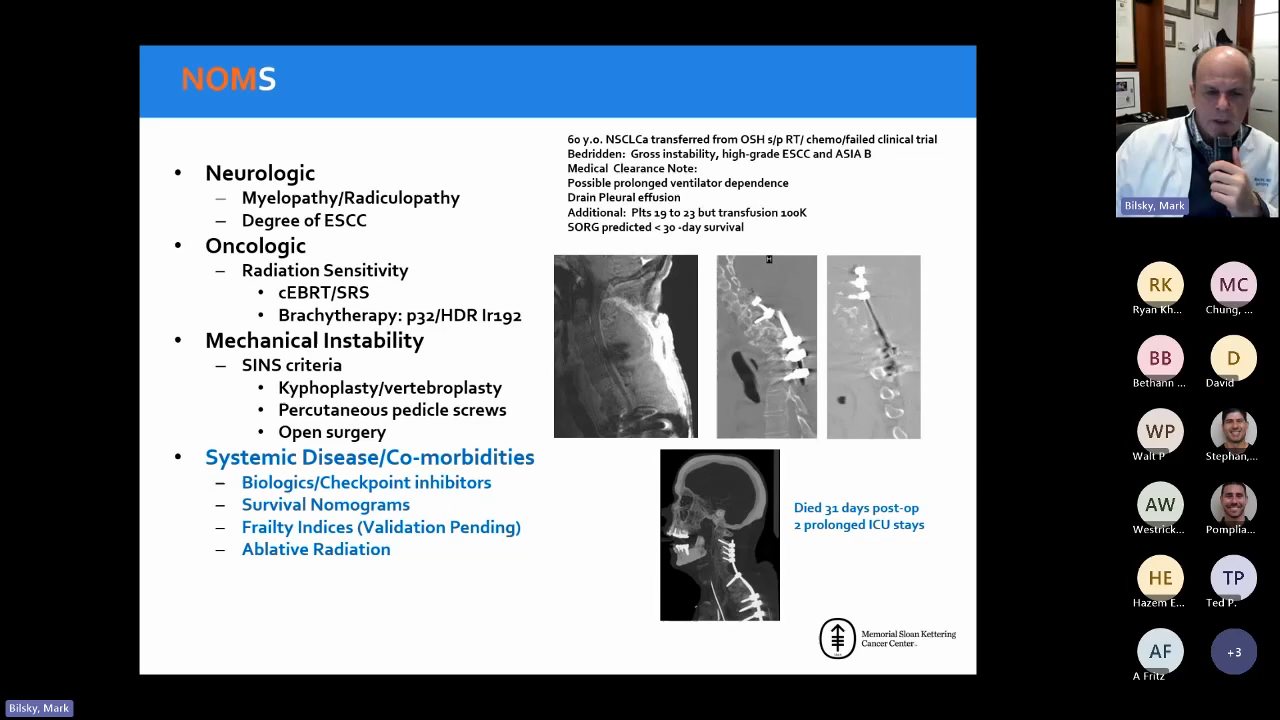 NOMS
• Neurologic
– Myelopathy/Radiculopathy
– Degree of ESCC
• Oncologic
– Radiation Sensitivity
• cEBRT/SRS
• Brachytherapy: p32/HDR Ir192
• Mechanical Instability
– SINS criteria
• Kyphoplasty/vertebroplasty
• Percutaneous pedicle screws
• Open surgery
• Systemic Disease/Co-morbidities
– Biologics/Checkpoint inhibitors
– Survival Nomograms
– Frailty Indices (Validation Pending)
– Ablative Radiation
60 y.o. NSCLCa transferred from OSH s/p RT/ chemo/failed clinical trial
Bedridden: Gross instability, high-grade ESCC and ASIA B
Medical Clearance Note:
Possible prolonged ventilator dependence
Drain Pleural effusion
Additional: Plts 19 to 23 but transfusion 100K
SORG predicted < 30 -day survival
Died 31 days post-op
2 prolonged ICU stays
Memorial Sloan Kettering
Cancer Center
Bilsky, Mark
RK
Ryan Kh...
MC
Chung, ...
BB
Bethann ...
D
David
WP
Walt P
Stephan,...
AW
Westrick...
Pomplia...
HE
Hazem E...
TP
Ted P.
AF
A Fritz
+3
Bilsky, Mark